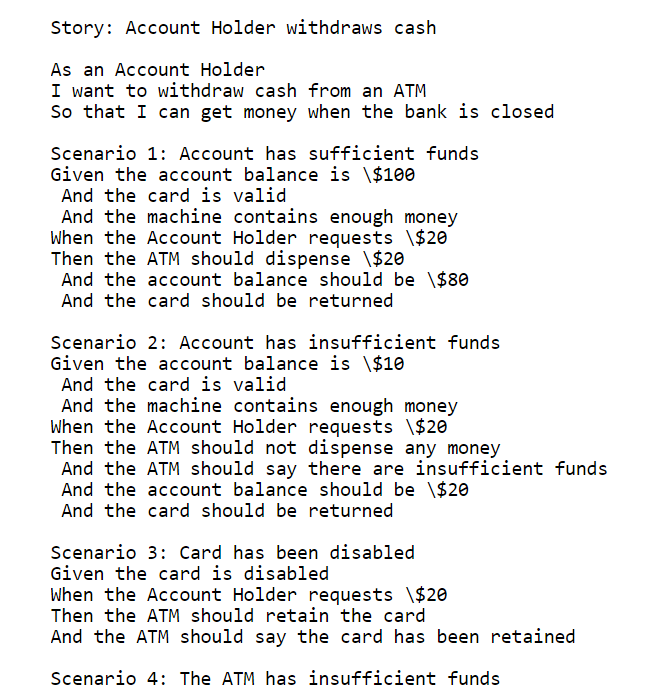 Story: Account Holder withdraws cash
As an Account Holder
I want to withdraw cash from an ATM
So that I can get money when the bank is closed
Scenario 1: Account has sufficient funds
Given the account balance is \$100
And the card is valid
And the machine contains enough money
When the Account Holder requests \$20
Then the ATM should dispense \$20
And the account balance should be \$80
And the card should be returned
Scenario 2: Account has insufficient funds
Given the account balance is \$10
And the card is valid
And the machine contains enough money
When the Account Holder requests \$20
Then the ATM should not dispense any money
And the ATM should say there are insufficient funds
And the account balance should be \$20
And the card should be returned
Scenario 3: Card has been disabled
Given the card is disabled
When the Account Holder requests \$20
Then the ATM should retain the card
And the ATM should say the card has been retained
Scenario 4: The ATM has insufficient funds